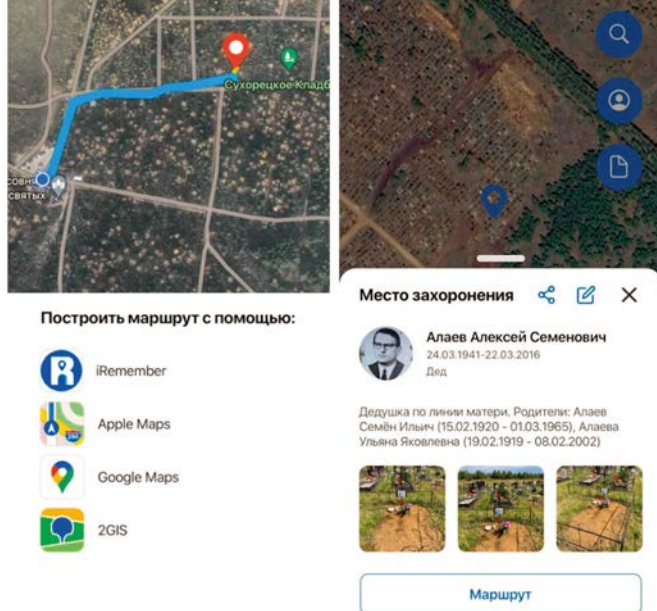 Сухорецкое Кладб
совня
святых
Построить маршрут с помощью:
iRemember
Apple Maps
Google Maps
2GIS
Место захоронения
Алаев Алексей Семенович
24.03.1941-22.03.2016
Дед
Дедушка по линии матери. Родители: Алаев
Семён Ильич (15.02.1920 - 01.03.1965), Алаева
Ульяна Яковлевна (19.02.1919 - 08.02.2002)
Маршрут